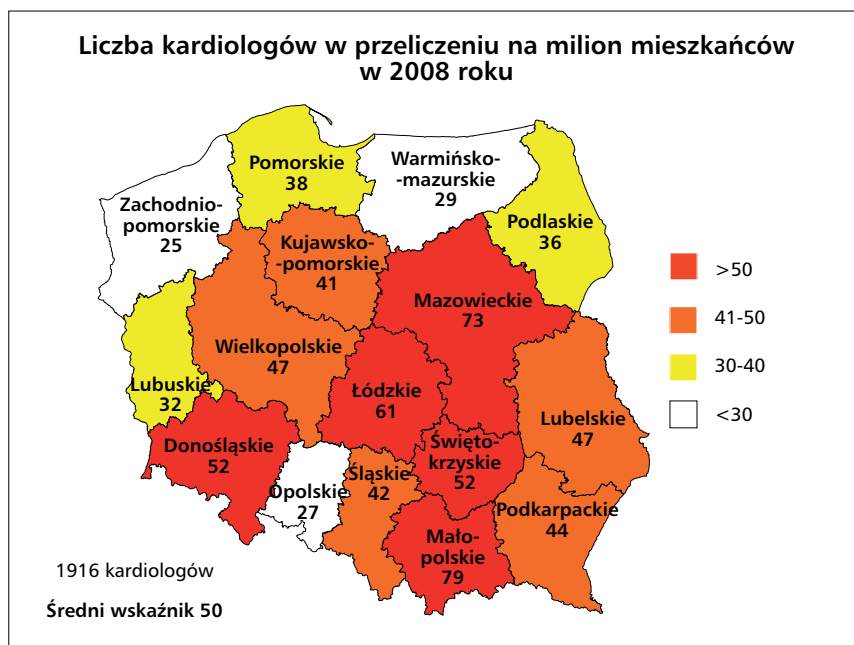 Liczba kardiologów w przeliczeniu na milion mieszkańców
w 2008 roku
Pomorskie
38
Warmińsko-
-mazurskie
29
Zachodnio-
pomorskie
25
Podlaskie
36
Kujawsko-
-pomorskie
41
Mazowieckie
73
Wielkopolskie
47
Lubuskie
32
Łódzkie
61
Lubelskie
47
Donośląskie
52
Święto-
krzyskie
52
Opolskie
27
Śląskie
42
Podkarpackie
44
Mało-
polskie
79
>50
41-50
30-40
<30
1916 kardiologów
Średni wskaźnik 50